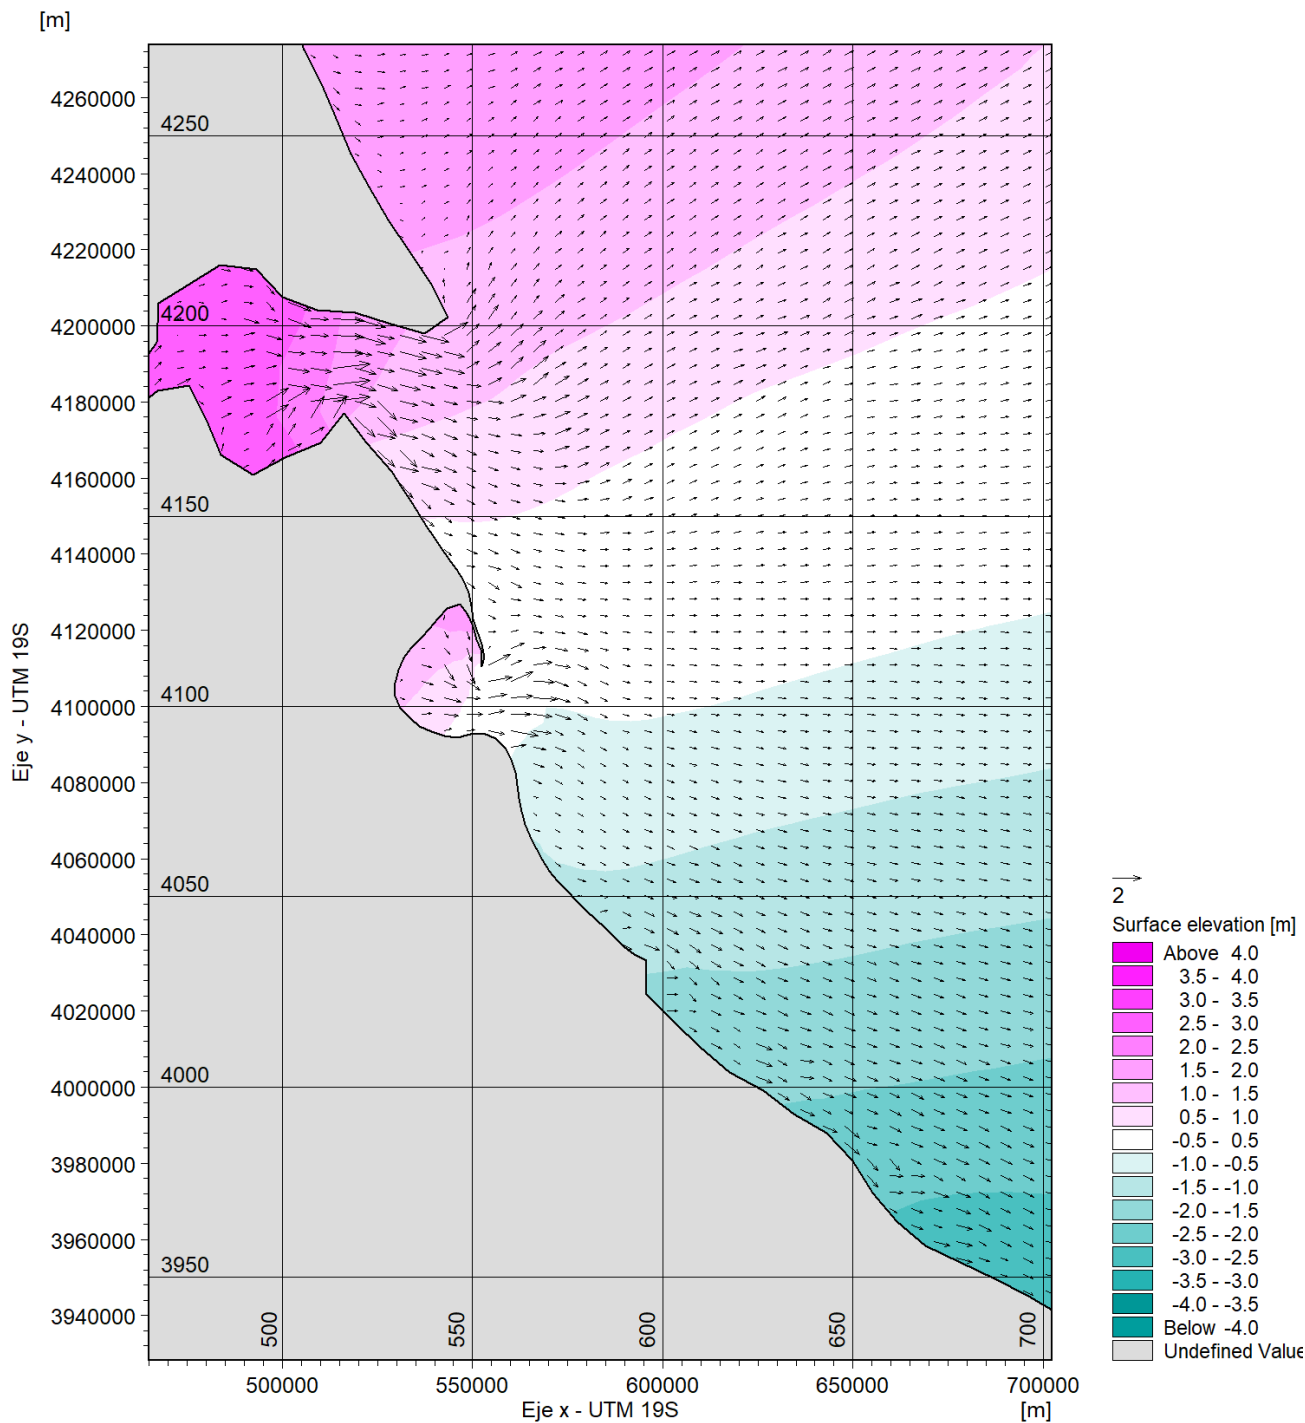 [m]
4260000
4250
4240000
4220000
4200
4200000
4180000
4160000
4150
4140000
4120000
4100
4100000
4080000
4060000
4050
4040000
4020000
4000
4000000
3980000
3960000
3950
3940000
Eje y - UTM 19S
500
550
600
650
700
500000
550000
600000
650000
700000
Eje x - UTM 19S
[m]
2
Surface elevation [m]
Above 4.0
3.5 - 4.0
3.0 - 3.5
2.5 - 3.0
2.0 - 2.5
1.5 - 2.0
1.0 - 1.5
0.5 - 1.0
-0.5 - 0.5
-1.0 - -0.5
-1.5 - -1.0
-2.0 - -1.5
-2.5 - -2.0
-3.0 - -2.5
-3.5 - -3.0
-4.0 - -3.5
Below -4.0
Undefined Value